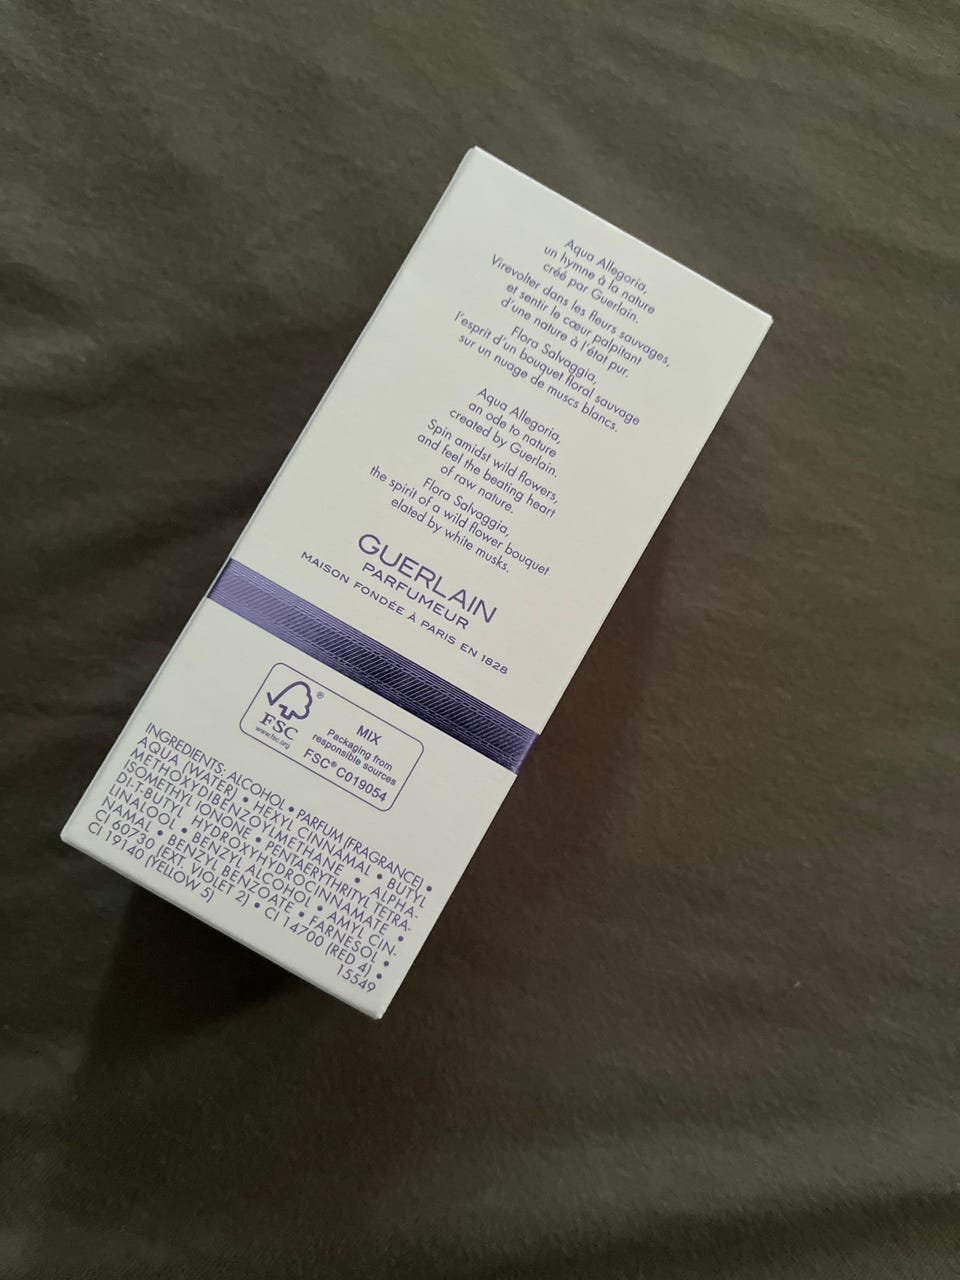 Aqua Allegoria,
un hymne à la nature
créé par Guerlain.
Virevolter dans les fleurs sauvages,
et sentir le cœur palpitant
d'une nature à l'état pur.
Flora Salvaggia,
l'esprit d'un bouquet floral sauvage
sur un nuage de muscs blancs.
Aqua Allegoria,
an ode to nature
created by Guerlain.
Spin amidst wild flowers,
and feel the beating heart
of raw nature.
Flora Salvaggia,
the spirit of a wild flower bouquet
elated by white musks.
GUERLAIN
PARFUMEUR
MAISON FONDÉE À PARIS EN 1828
®
FSC
www.fsc.org
MIX
Packaging from
responsible sources
FSC® C019054
INGREDIENTS: ALCOHOL • PARFUM (FRAGRANCE) •
AQUA (WATER) • HEXYL CINNAMAL • BUTYL
METHOXYDIBENZOYLMETHANE • ALPHA-
ISOMETHYL IONONE • PENTAERYTHRITYL TETRA-
DI-T-BUTYL HYDROXYHYDROCINNAMATE •
LINALOOL • BENZYL ALCOHOL • AMYL CIN-
NAMAL • BENZYL BENZOATE • FARNESOL •
CI 60730 (EXT. VIOLET 2) • CI 14700 (RED 4) •
CI 19140 (YELLOW 5)
15549